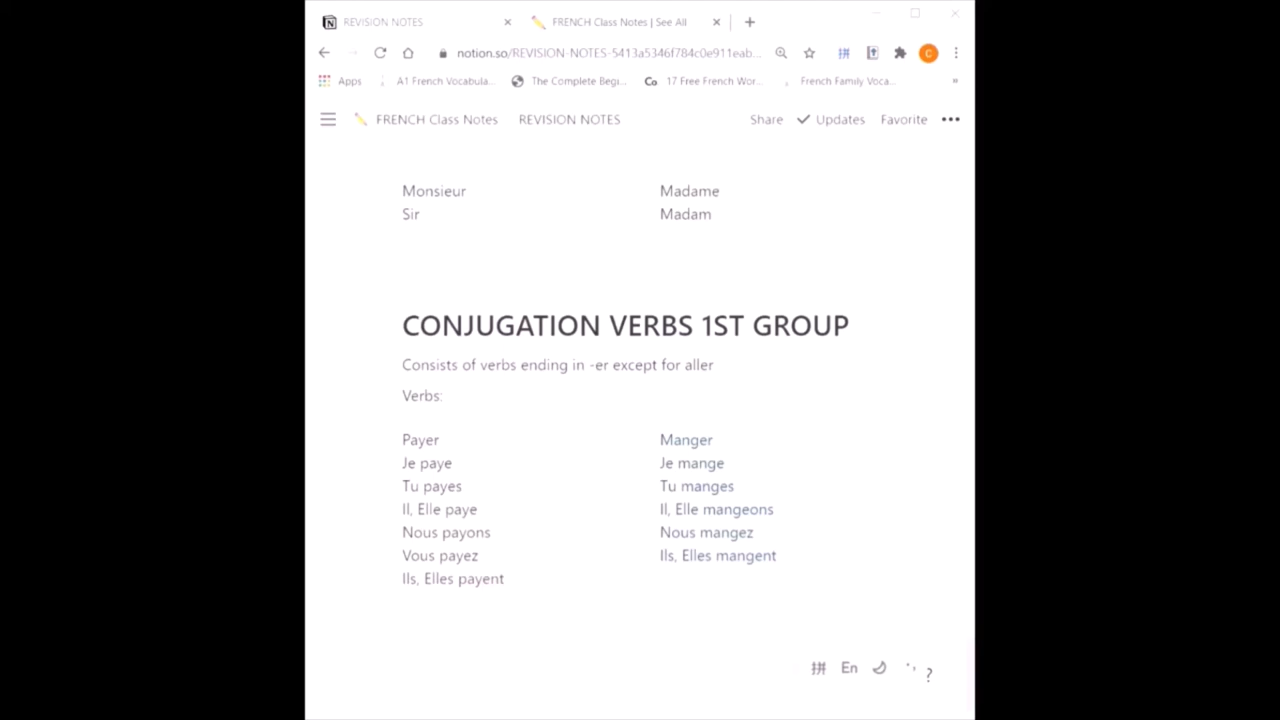 REVISION NOTES
FRENCH Class Notes | See All
notion.so/REVISION-NOTES-5413a5346f784c0e911eab...
C
Apps
A1 French Vocabula...
The Complete Begi...
Co
17 Free French Wor...
French Family Voca...
»
FRENCH Class Notes REVISION NOTES Share Updates Favorite
Monsieur
Sir
Madame
Madam
CONJUGATION VERBS 1ST GROUP
Consists of verbs ending in -er except for aller
Verbs:
Payer
Je paye
Tu payes
Il, Elle paye
Nous payons
Vous payez
Ils, Elles payent
Manger
Je mange
Tu manges
Il, Elle mangeons
Nous mangez
Ils, Elles mangent
拼 En ?